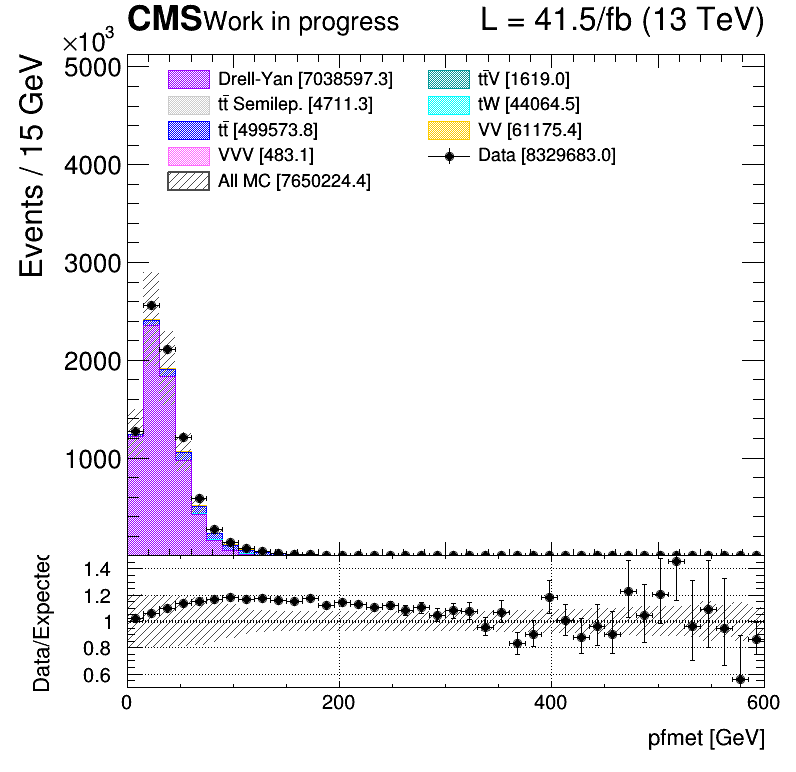 CMS Work in progress L = 41.5/fb (13 TeV)
×10³
Events / 15 GeV
5000
4000
3000
2000
1000
Drell-Yan [7038597.3]
tt̄ Semilep. [4711.3]
tt̄ [499573.8]
VVV [483.1]
All MC [7650224.4]
tt̄V [1619.0]
tW [44064.5]
VV [61175.4]
Data [8329683.0]
Data/Expected
1.4
1.2
1
0.8
0.6
0 200 400 600
pfmet [GeV]